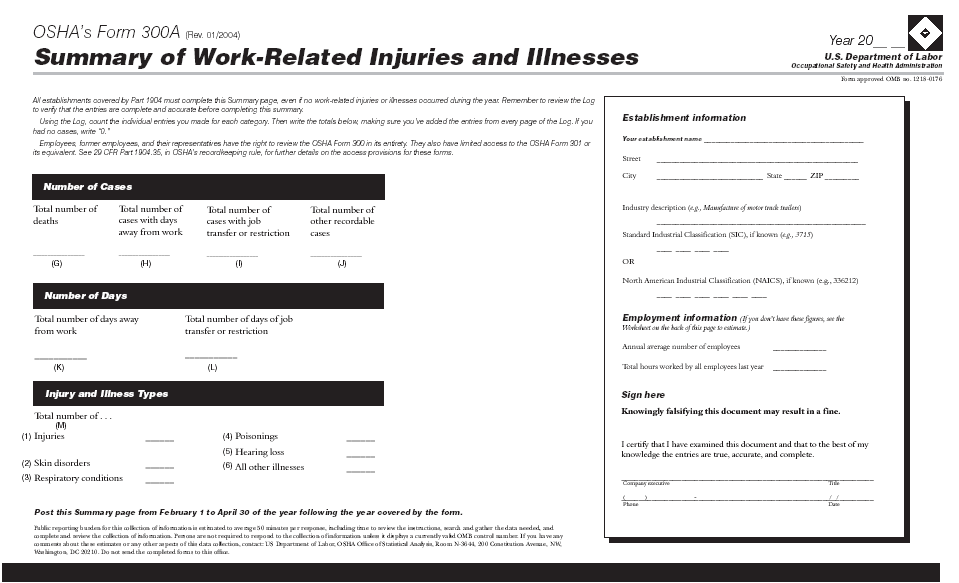 OSHA's Form 300A (Rev. 01/2004)
Summary of Work-Related Injuries and Illnesses
Year 20__ __
U.S. Department of Labor
Occupational Safety and Health Administration
Form approved OMB no. 1218-0176
All establishments covered by Part 1904 must complete this Summary page, even if no work-related injuries or illnesses occurred during the year. Remember to review the Log
to verify that the entries are complete and accurate before completing this summary.
Using the Log, count the individual entries you made for each category. Then write the totals below, making sure you've added the entries from every page of the Log. If you
had no cases, write "0."
Employees, former employees, and their representatives have the right to review the OSHA Form 300 in its entirety. They also have limited access to the OSHA Form 301 or
its equivalent. See 29 CFR Part 1904.35, in OSHA's recordkeeping rule, for further details on the access provisions for these forms.
Number of Cases
Total number of
deaths
Total number of
cases with days
away from work
Total number of
cases with job
transfer or restriction
Total number of
other recordable
cases
(G) (H) (I) (J)
Number of Days
Total number of days away
from work
Total number of days of job
transfer or restriction
(K) (L)
Injury and Illness Types
Total number of . . .
(M)
(1) Injuries
(2) Skin disorders
(3) Respiratory conditions
(4) Poisonings
(5) Hearing loss
(6) All other illnesses
Post this Summary page from February 1 to April 30 of the year following the year covered by the form.
Public reporting burden for this collection of information is estimated to average 50 minutes per response, including time to review the instructions, search and gather the data needed, and
complete and review the collection of information. Persons are not required to respond to the collection of information unless it displays a currently valid OMB control number. If you have any
comments about these estimates or any other aspects of this data collection, contact: US Department of Labor, OSHA Office of Statistical Analysis, Room N-3644, 200 Constitution Avenue, NW,
Washington, DC 20210. Do not send the completed forms to this office.
Establishment information
Your establishment name
Street
City State ZIP
Industry description (e.g., Manufacture of motor truck trailers)
Standard Industrial Classification (SIC), if known (e.g., 3715)
OR
North American Industrial Classification (NAICS), if known (e.g., 336212)
Employment information (If you don't have these figures, see the
Worksheet on the back of this page to estimate.)
Annual average number of employees
Total hours worked by all employees last year
Sign here
Knowingly falsifying this document may result in a fine.
I certify that I have examined this document and that to the best of my
knowledge the entries are true, accurate, and complete.
Company executive Title
( ) - / /
Phone Date